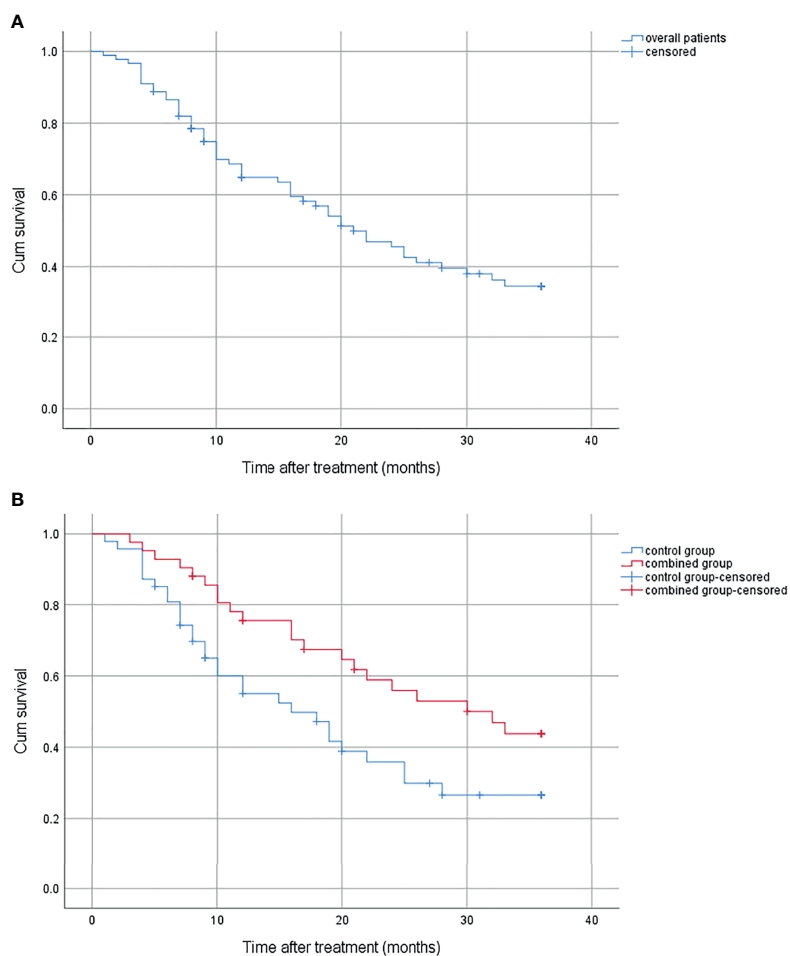 A
overall patients
censored
1.0
0.8
0.6
0.4
0.2
0.0
Cum survival
0 10 20 30 40
Time after treatment (months)
B
control group
combined group
control group-censored
combined group-censored
1.0
0.8
0.6
0.4
0.2
0.0
Cum survival
0 10 20 30 40
Time after treatment (months)